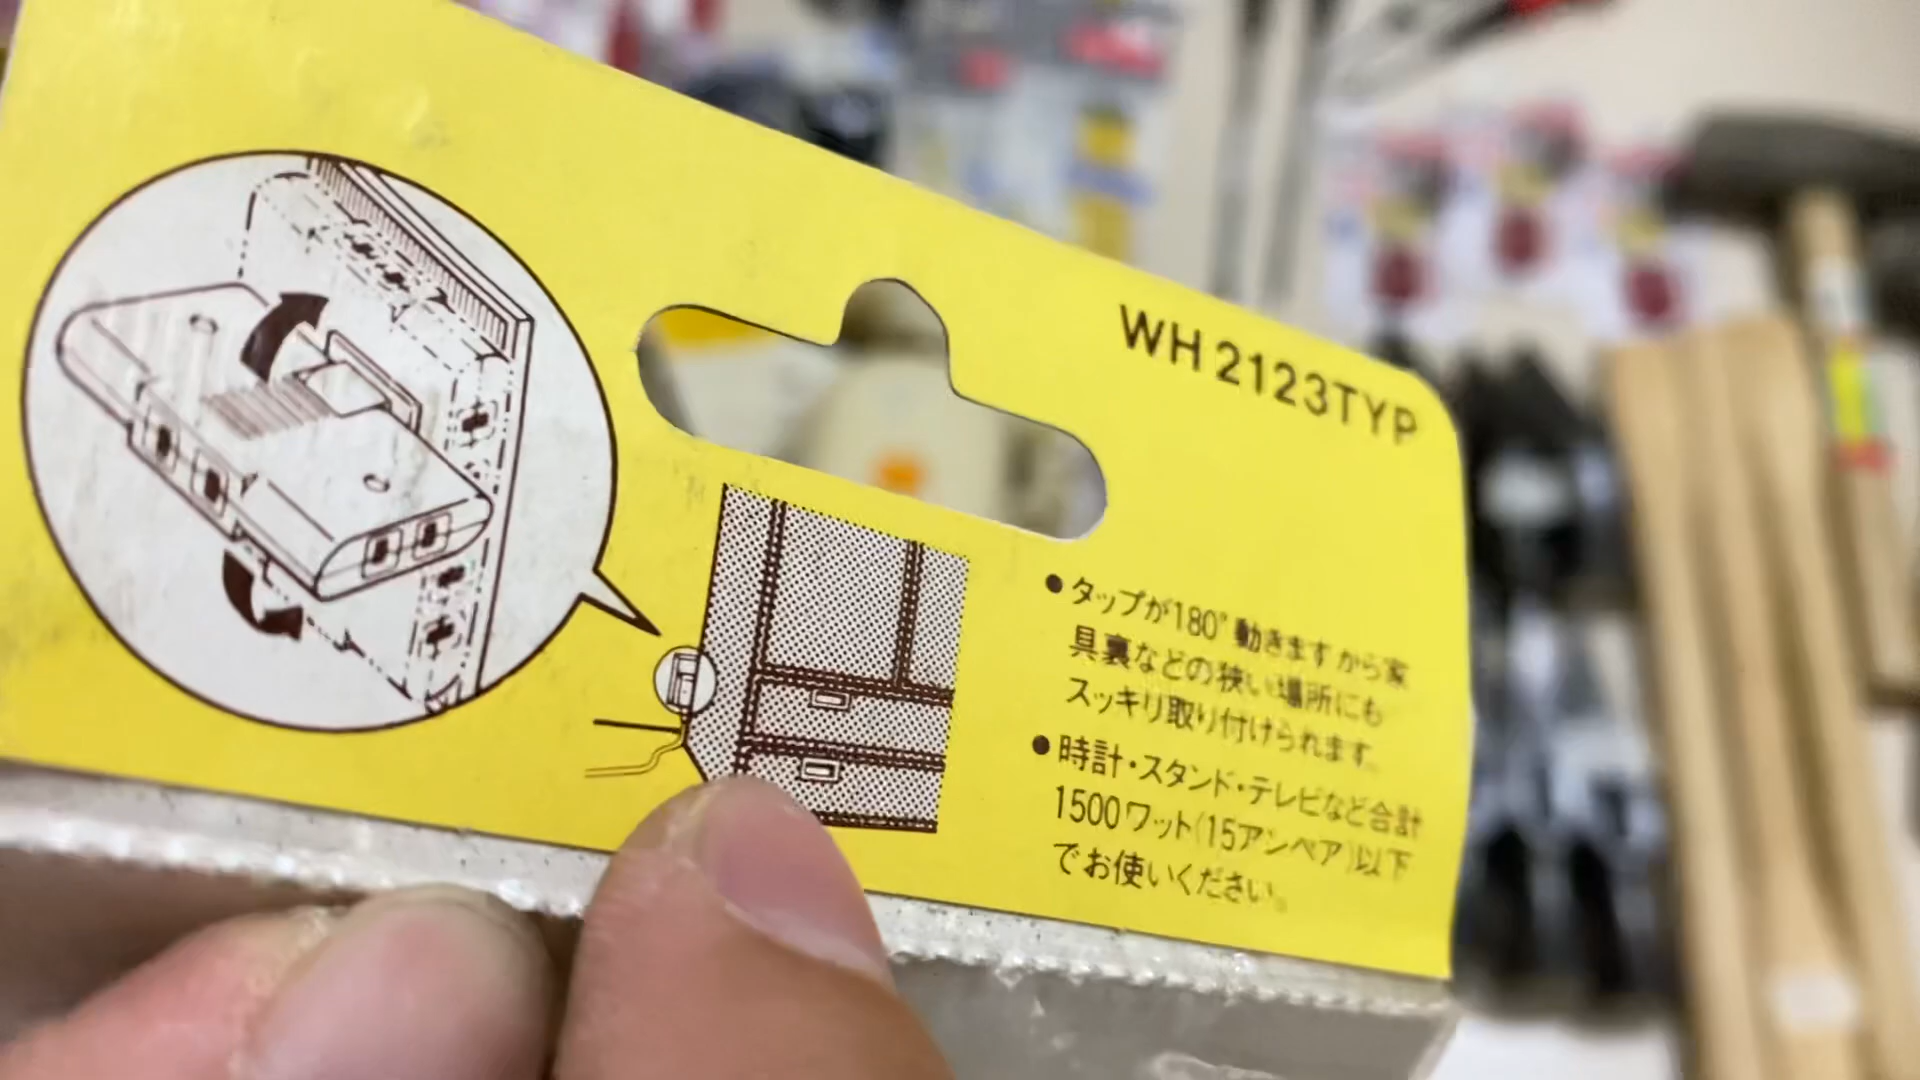 WH2123TYP
●タップが180°動きますから家
具裏などの狭い場所にも
スッキリ取り付けられます。
●時計・スタンド・テレビなど合計
1500ワット(15アンペア)以下
でお使いください。